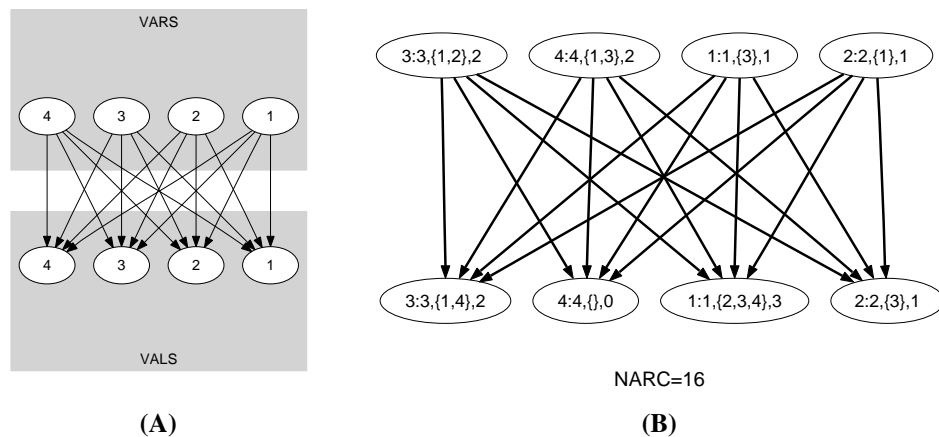 VARS
4 3 2 1
4 3 2 1
VALS
(A)
3:3,{1,2},2 4:4,{1,3},2 1:1,{3},1 2:2,{1},1
3:3,{1,4},2 4:4,{},0 1:1,{2,3,4},3 2:2,{3},1
NARC=16
(B)